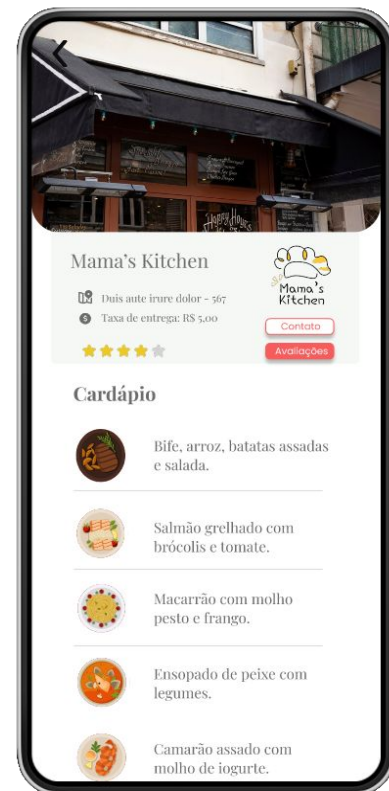 Happy Hours
Mama's Kitchen
Duis aute irure dolor - 567
Taxa de entrega: R$ 5,00
Mama's
Kitchen
Contato
Avaliações
Cardápio
Bife, arroz, batatas assadas
e salada.
Salmão grelhado com
brócolis e tomate.
Macarrão com molho
pesto e frango.
Ensopado de peixe com
legumes.
Camarão assado com
molho de iogurte.